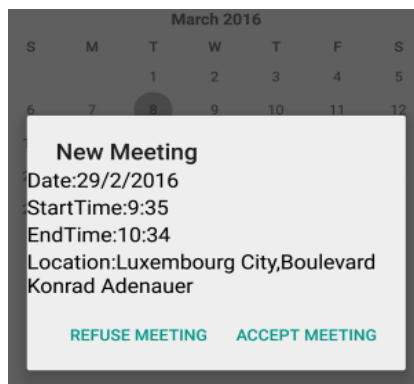 March 2016
S M T W T F S
1 2 3 4 5
6 7 8 9 10 11 12
New Meeting
Date:29/2/2016
StartTime:9:35
EndTime:10:34
Location:Luxembourg City,Boulevard
Konrad Adenauer
REFUSE MEETING ACCEPT MEETING